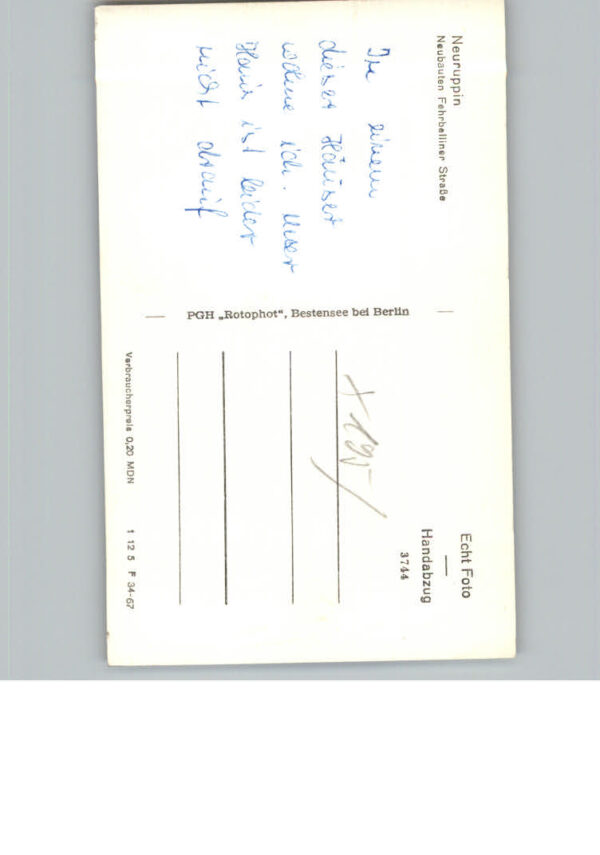 Neuruppin
Neubauten Fehrbelliner Straße
In einem
dieser Häuser
wohne ich. Unser
Haus ist leider
nicht drauf
PGH „Rotophot“, Bestensee bei Berlin
Echt Foto
Handabzug
3744
Verbraucherpreis 0,20 MDN
1 12 5 F 34-67